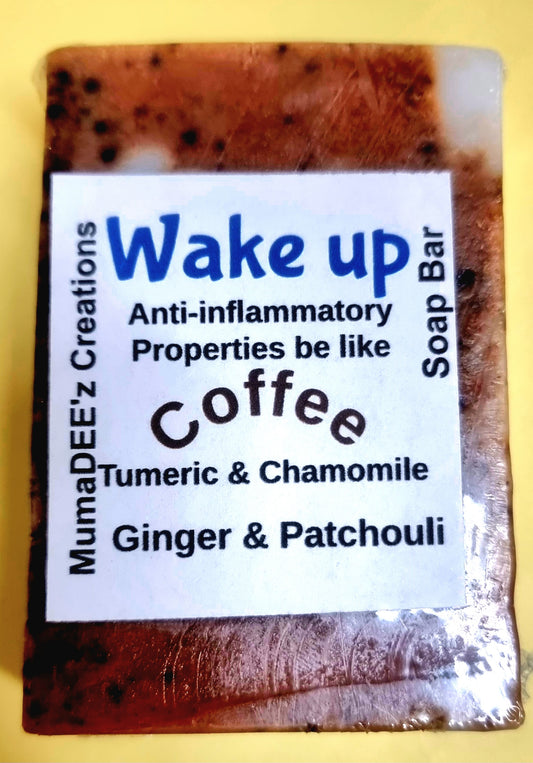 Wake up
Anti-inflammatory
Properties be like
Coffee
Tumeric & Chamomile
Ginger & Patchouli
MumaDEE'z Creations
Soap Bar